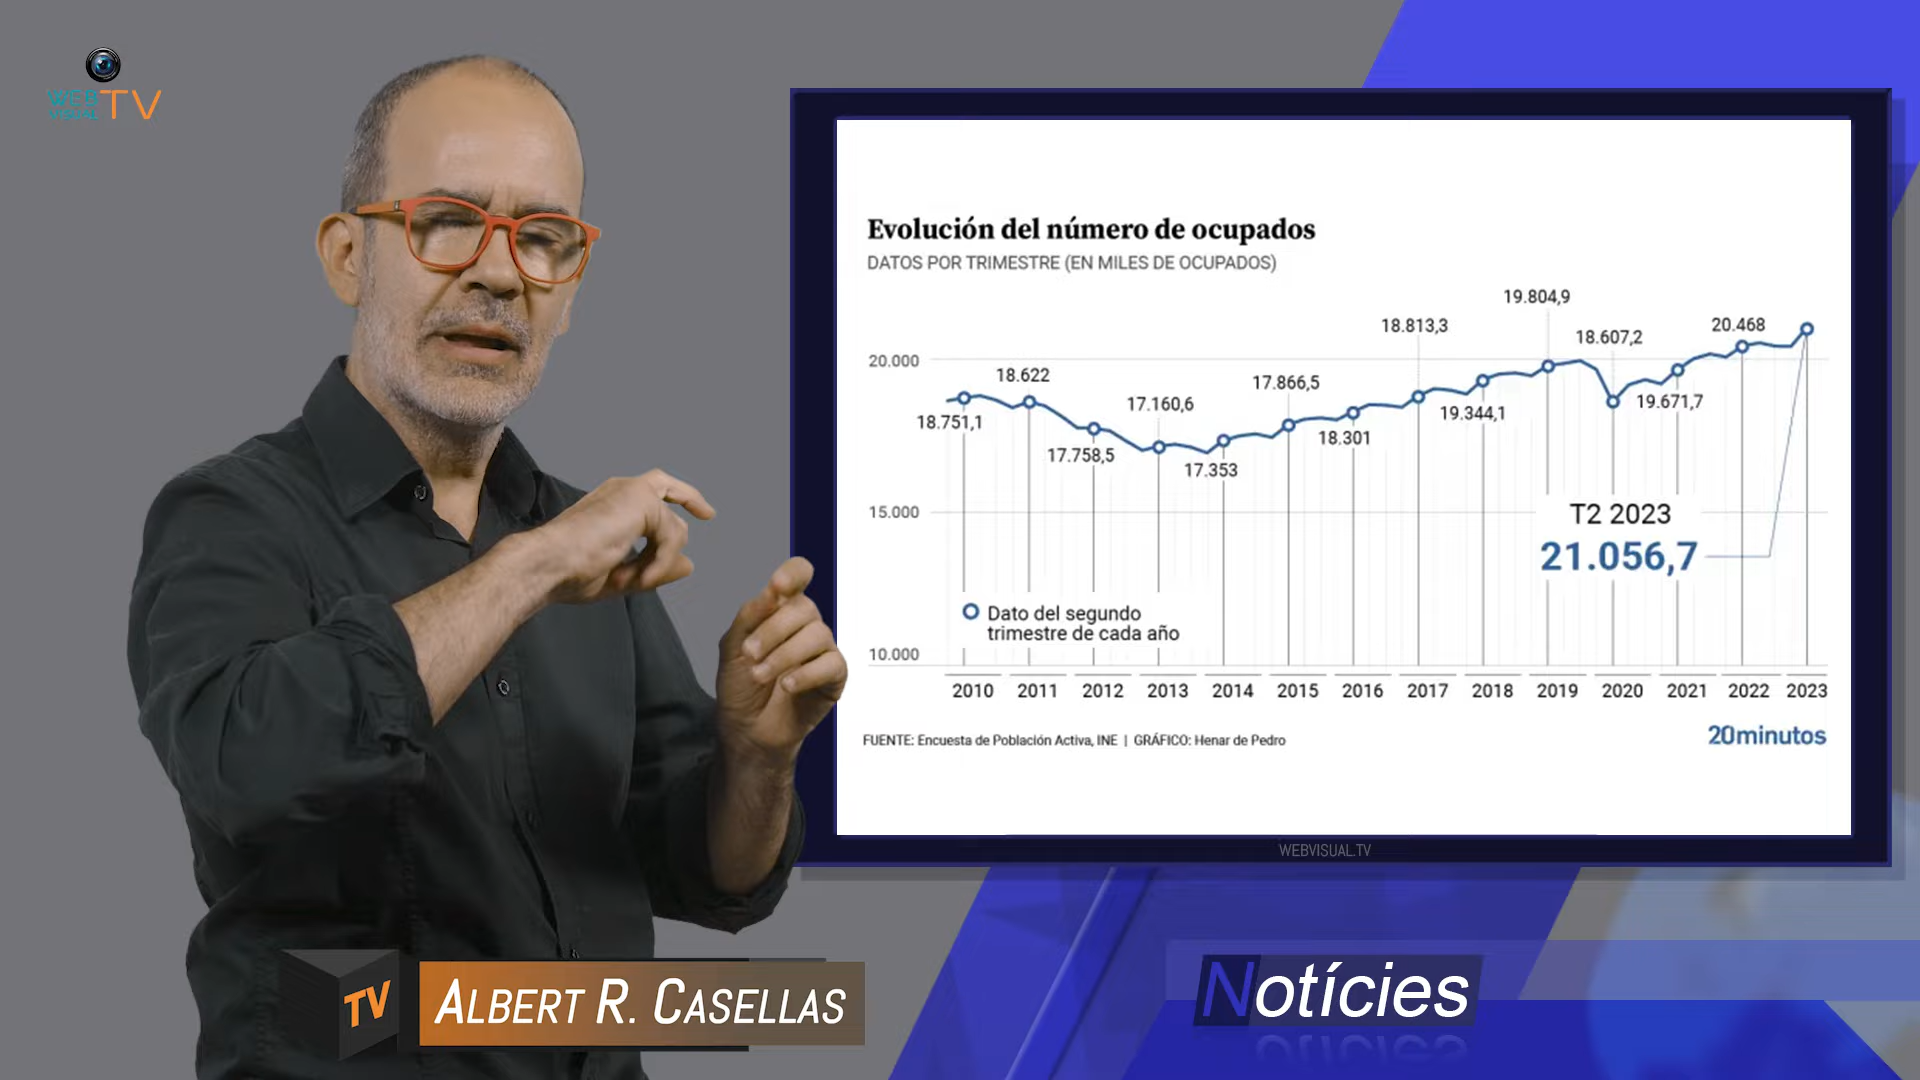 WEB TV
VISUAL
Evolución del número de ocupados
DATOS POR TRIMESTRE (EN MILES DE OCUPADOS)
19.804,9
18.813,3
20.468
18.607,2
20.000
18.622
17.866,5
17.160,6
19.671,7
19.344,1
18.751,1
18.301
17.758,5
17.353
15.000
T2 2023
21.056,7
Dato del segundo
trimestre de cada año
10.000
2010 2011 2012 2013 2014 2015 2016 2017 2018 2019 2020 2021 2022 2023
FUENTE: Encuesta de Población Activa, INE | GRÁFICO: Henar de Pedro
20minutos
WEBVISUAL.TV
TV
ALBERT R. CASELLAS
Notícies